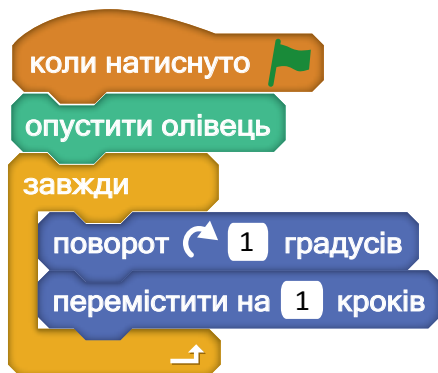 коли натиснуто
опустити олівець
завжди
поворот 1 градусів
перемістити на 1 кроків